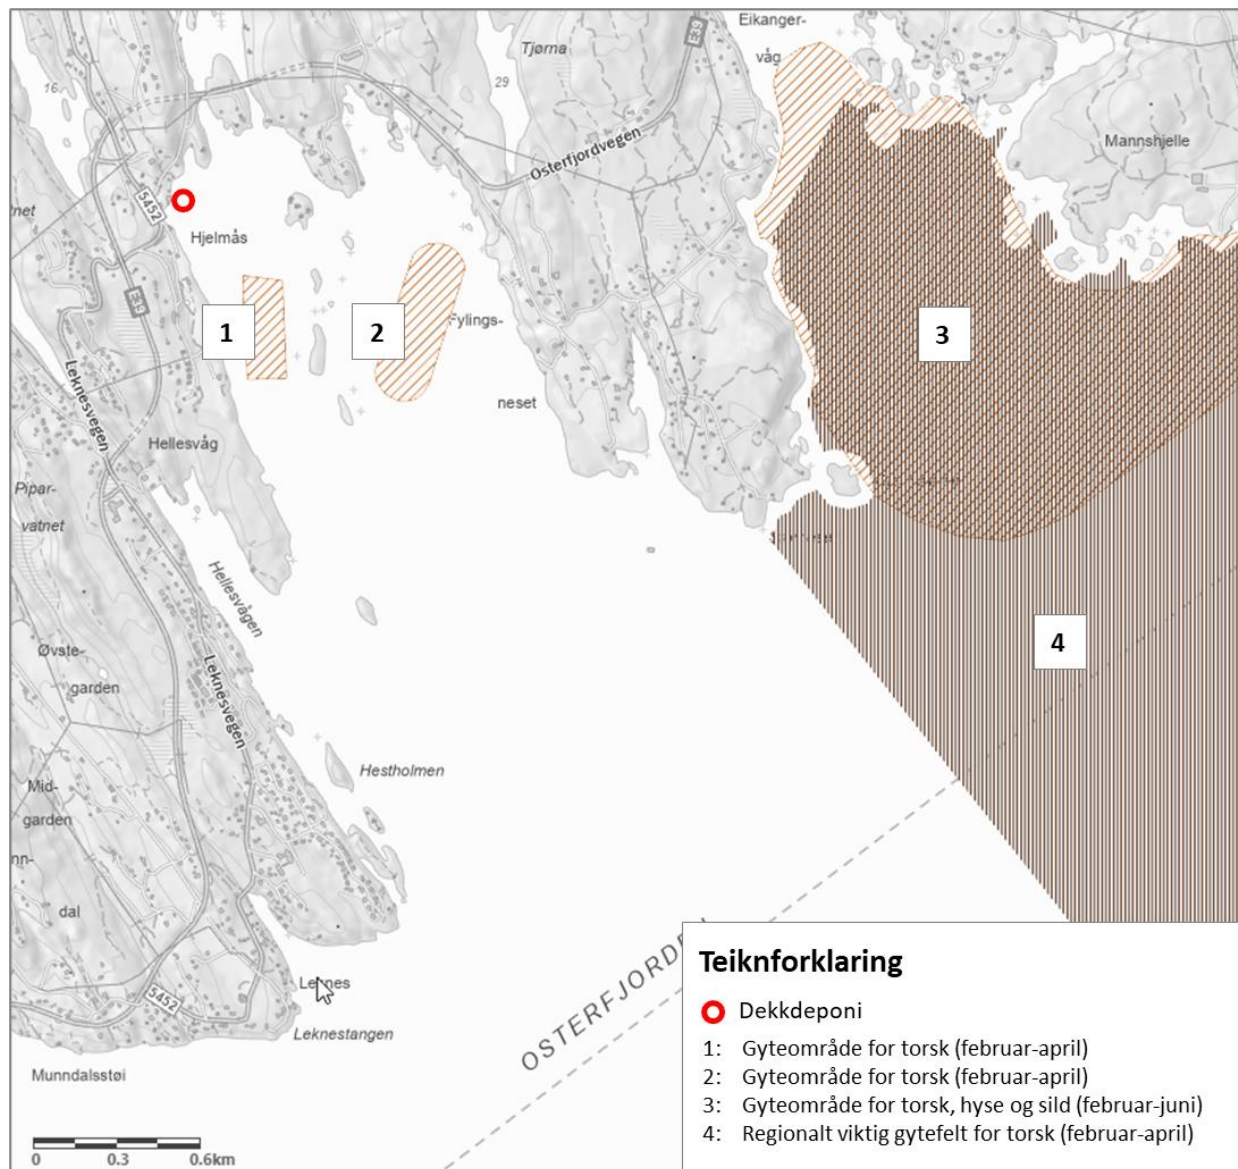 Eikanger-
våg
Tjørna
E39
16.
29
Osterfjordvegen
Mannshjelle
5452
Hjelmås
E39
1
2
3
Fylings-
neset
Leknesvegen
Hellesvåg
Pipar-
vatnet
Hellesvågen
Øvste-
garden
Leknesvegen
4
Hestholmen
Mid-
garden
dal
Leknes
5452
Leknestangen
Munndalsstøi
OSTERFJORDEN
0 0.3 0.6km
Teiknforklaring
Dekkdeponi
1: Gyteområde for torsk (februar-april)
2: Gyteområde for torsk (februar-april)
3: Gyteområde for torsk, hyse og sild (februar-juni)
4: Regionalt viktig gytefelt for torsk (februar-april)